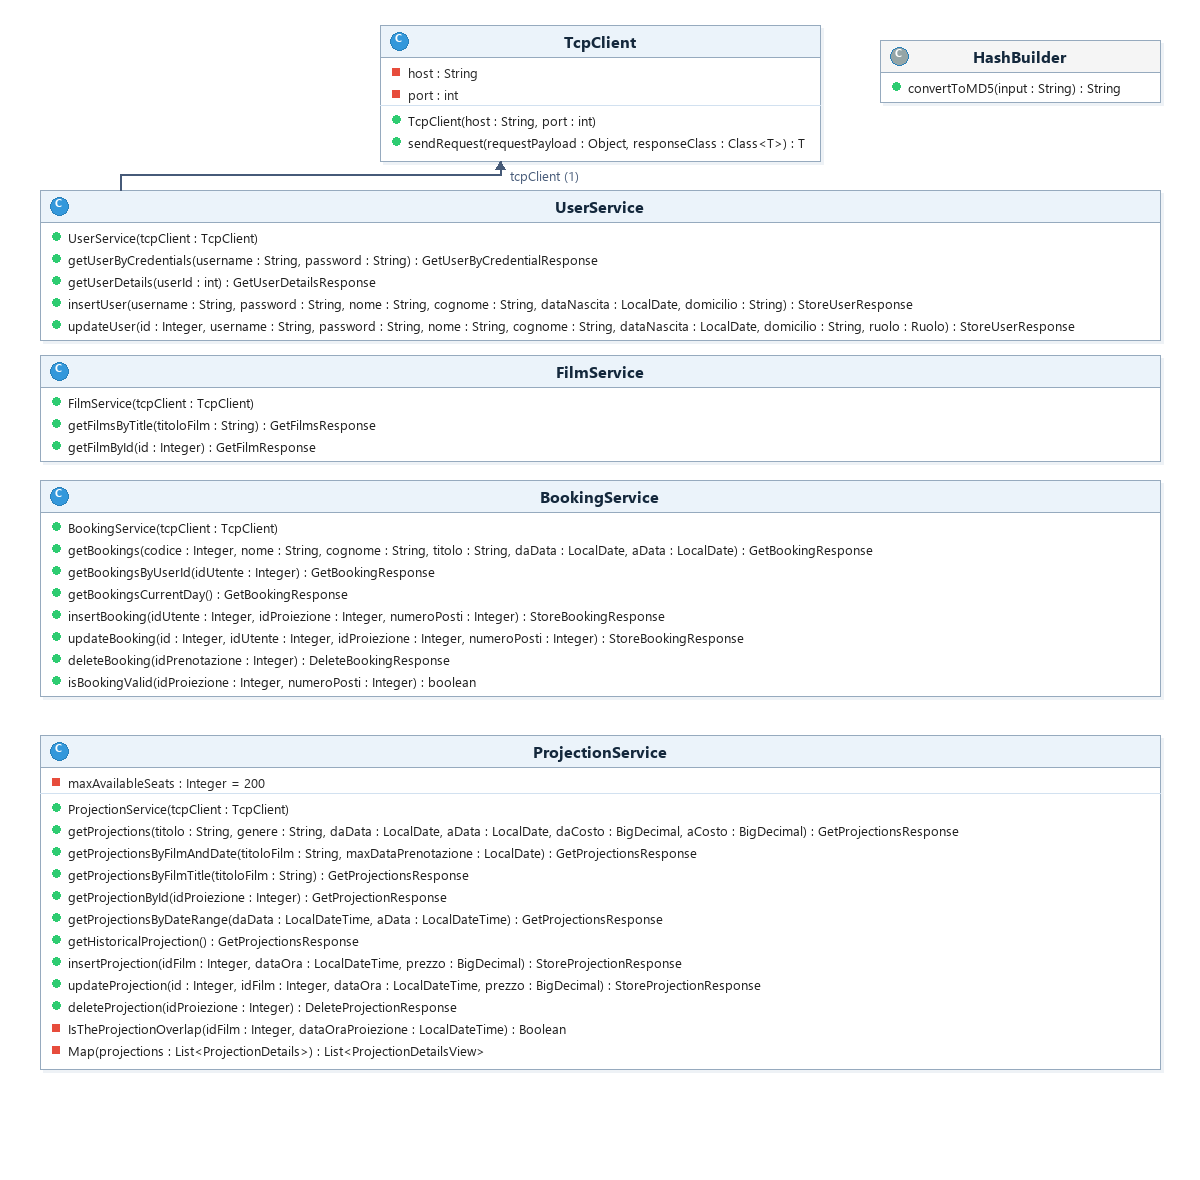 C TcpClient
host : String
port : int
TcpClient(host : String, port : int)
sendRequest(requestPayload : Object, responseClass : Class<T>) : T
C HashBuilder
convertToMD5(input : String) : String
tcpClient (1)
C UserService
UserService(tcpClient : TcpClient)
getUserByCredentials(username : String, password : String) : GetUserByCredentialResponse
getUserDetails(userId : int) : GetUserDetailsResponse
insertUser(username : String, password : String, nome : String, cognome : String, dataNascita : LocalDate, domicilio : String) : StoreUserResponse
updateUser(id : Integer, username : String, password : String, nome : String, cognome : String, dataNascita : LocalDate, domicilio : String, ruolo : Ruolo) : StoreUserResponse
C FilmService
FilmService(tcpClient : TcpClient)
getFilmsByTitle(titoloFilm : String) : GetFilmsResponse
getFilmById(id : Integer) : GetFilmResponse
C BookingService
BookingService(tcpClient : TcpClient)
getBookings(codice : Integer, nome : String, cognome : String, titolo : String, daData : LocalDate, aData : LocalDate) : GetBookingResponse
getBookingsByUserId(idUtente : Integer) : GetBookingResponse
getBookingsCurrentDay() : GetBookingResponse
insertBooking(idUtente : Integer, idProiezione : Integer, numeroPosti : Integer) : StoreBookingResponse
updateBooking(id : Integer, idUtente : Integer, idProiezione : Integer, numeroPosti : Integer) : StoreBookingResponse
deleteBooking(idPrenotazione : Integer) : DeleteBookingResponse
isBookingValid(idProiezione : Integer, numeroPosti : Integer) : boolean
C ProjectionService
maxAvailableSeats : Integer = 200
ProjectionService(tcpClient : TcpClient)
getProjections(titolo : String, genere : String, daData : LocalDate, aData : LocalDate, daCosto : BigDecimal, aCosto : BigDecimal) : GetProjectionsResponse
getProjectionsByFilmAndDate(titoloFilm : String, maxDataPrenotazione : LocalDate) : GetProjectionsResponse
getProjectionsByFilmTitle(titoloFilm : String) : GetProjectionsResponse
getProjectionById(idProiezione : Integer) : GetProjectionResponse
getProjectionsByDateRange(daData : LocalDateTime, aData : LocalDateTime) : GetProjectionsResponse
getHistoricalProjection() : GetProjectionsResponse
insertProjection(idFilm : Integer, dataOra : LocalDateTime, prezzo : BigDecimal) : StoreProjectionResponse
updateProjection(id : Integer, idFilm : Integer, dataOra : LocalDateTime, prezzo : BigDecimal) : StoreProjectionResponse
deleteProjection(idProiezione : Integer) : DeleteProjectionResponse
IsTheProjectionOverlap(idFilm : Integer, dataOraProiezione : LocalDateTime) : Boolean
Map(projections : List<ProjectionDetails>) : List<ProjectionDetailsView>